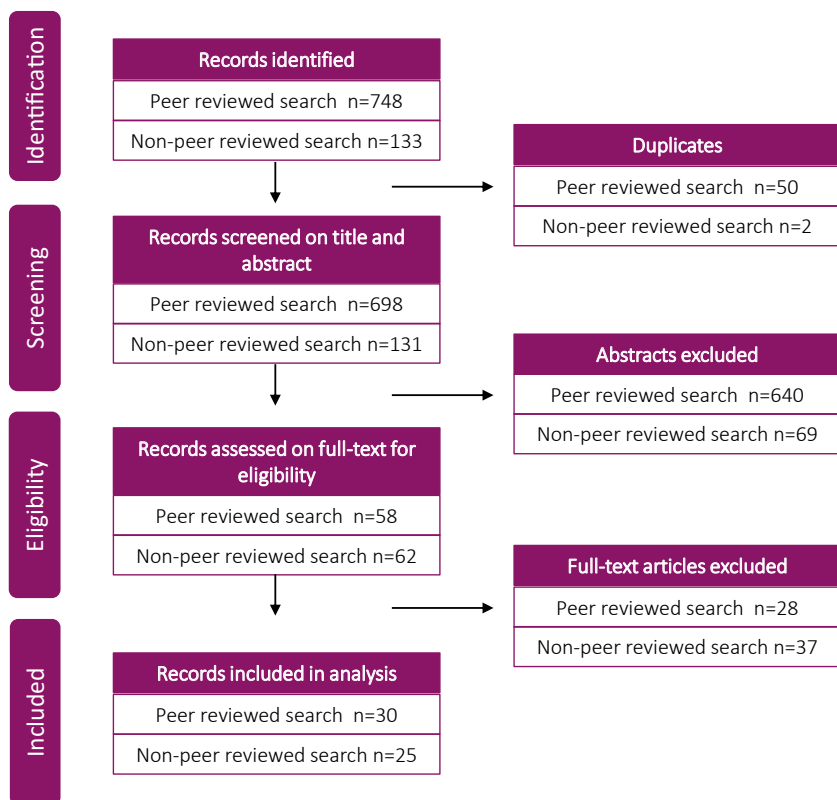 Identification
Records identified
Peer reviewed search n=748
Non-peer reviewed search n=133
Duplicates
Peer reviewed search n=50
Non-peer reviewed search n=2
Screening
Records screened on title and
abstract
Peer reviewed search n=698
Non-peer reviewed search n=131
Abstracts excluded
Peer reviewed search n=640
Non-peer reviewed search n=69
Eligibility
Records assessed on full-text for
eligibility
Peer reviewed search n=58
Non-peer reviewed search n=62
Full-text articles excluded
Peer reviewed search n=28
Non-peer reviewed search n=37
Included
Records included in analysis
Peer reviewed search n=30
Non-peer reviewed search n=25